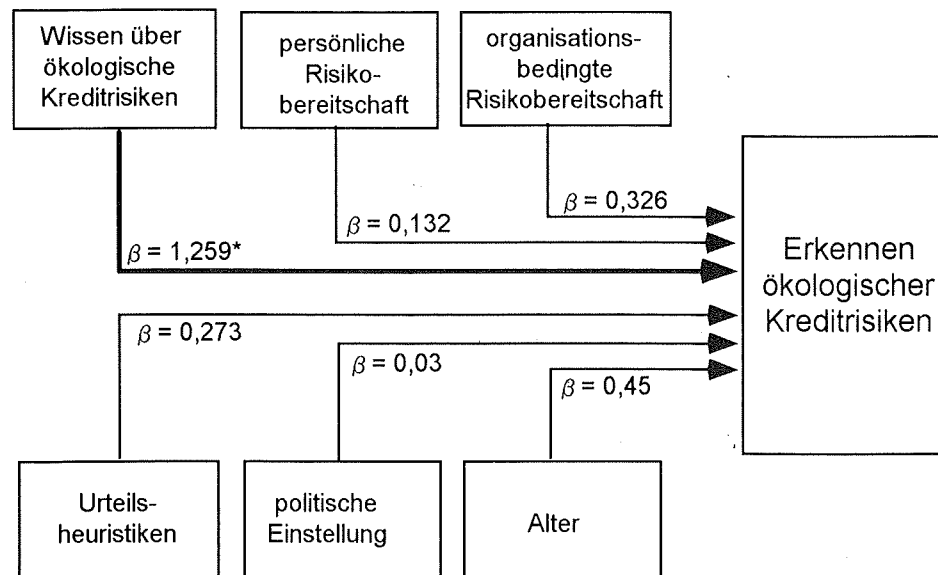 Wissen über
ökologische
Kreditrisiken
persönliche
Risiko-
bereitschaft
organisations-
bedingte
Risikobereitschaft
β = 0,326
β = 0,132
β = 1,259*
Erkennen
ökologischer
Kreditrisiken
β = 0,273
β = 0,03
β = 0,45
Urteils-
heuristiken
politische
Einstellung
Alter